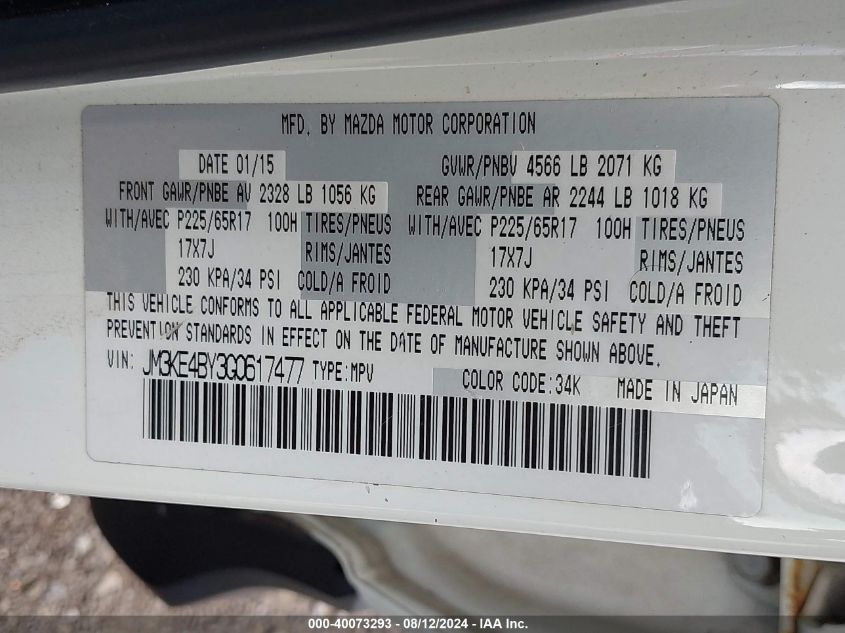 MFD. BY MAZDA MOTOR CORPORATION
DATE 01/15 GVWR/PNBV 4566 LB 2071 KG
FRONT GAWR/PNBE AV 2328 LB 1056 KG REAR GAWR/PNBE AR 2244 LB 1018 KG
WITH/AVEC P225/65R17 100H TIRES/PNEUS WITH/AVEC P225/65R17 100H TIRES/PNEUS
17X7J RIMS/JANTES 17X7J RIMS/JANTES
230 KPA/34 PSI COLD/A FROID 230 KPA/34 PSI COLD/A FROID
THIS VEHICLE CONFORMS TO ALL APPLICABLE FEDERAL MOTOR VEHICLE SAFETY AND THEFT
PREVENTION STANDARDS IN EFFECT ON THE DATE OF MANUFACTURE SHOWN ABOVE.
VIN: JM3KE4BY3G0617477 TYPE:MPV COLOR CODE:34K MADE IN JAPAN
000-40073293 - 08/12/2024 - IAA Inc.